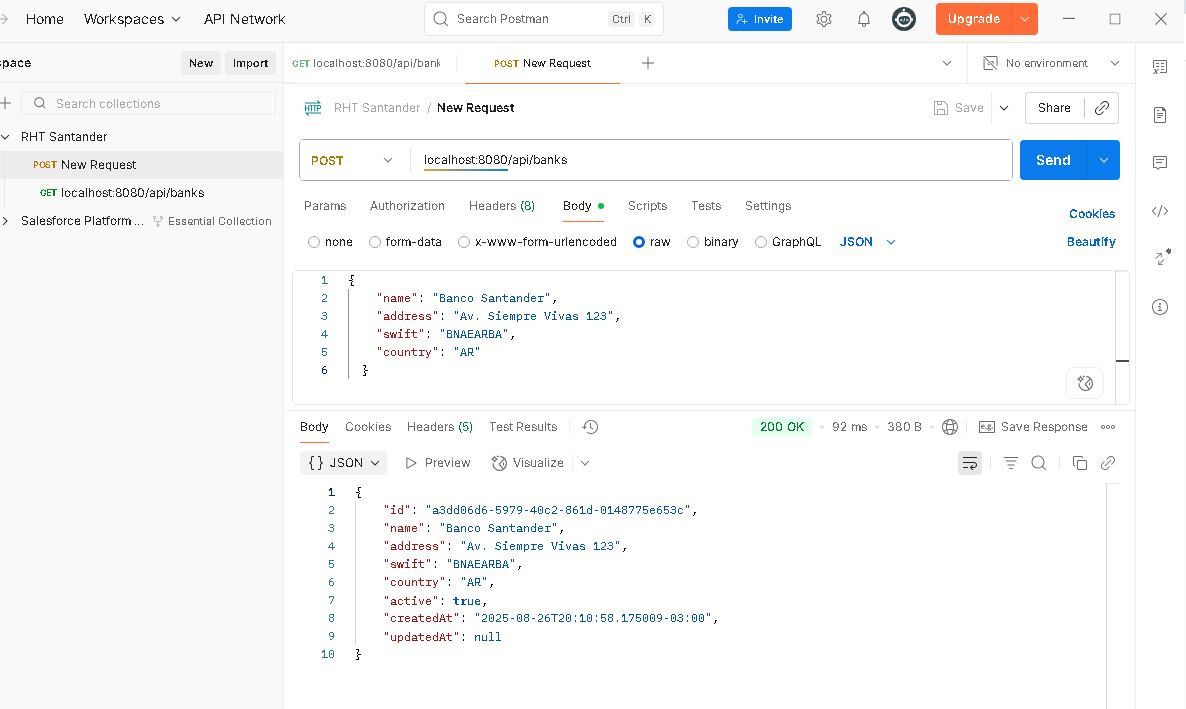 Home Workspaces API Network Search Postman Ctrl K Invite Upgrade
pace New Import GET localhost:8080/api/bank POST New Request No environment
Search collections
RHT Santander
POST New Request
GET localhost:8080/api/banks
Salesforce Platform ... Essential Collection
HTTP RHT Santander / New Request Save Share
POST localhost:8080/api/banks Send
Params Authorization Headers (8) Body Scripts Tests Settings Cookies
none form-data x-www-form-urlencoded raw binary GraphQL JSON Beautify
1 {
2 "name": "Banco Santander",
3 "address": "Av. Siempre Vivas 123",
4 "swift": "BNAEARBA",
5 "country": "AR"
6 }
Body Cookies Headers (5) Test Results 200 OK • 92 ms • 380 B • e.g. Save Response
{} JSON Preview Visualize
1 {
2 "id": "a3dd06d6-5979-40c2-861d-0148775e653c",
3 "name": "Banco Santander",
4 "address": "Av. Siempre Vivas 123",
5 "swift": "BNAEARBA",
6 "country": "AR",
7 "active": true,
8 "createdAt": "2025-08-26T20:10:58.175009-03:00",
9 "updatedAt": null
10 }